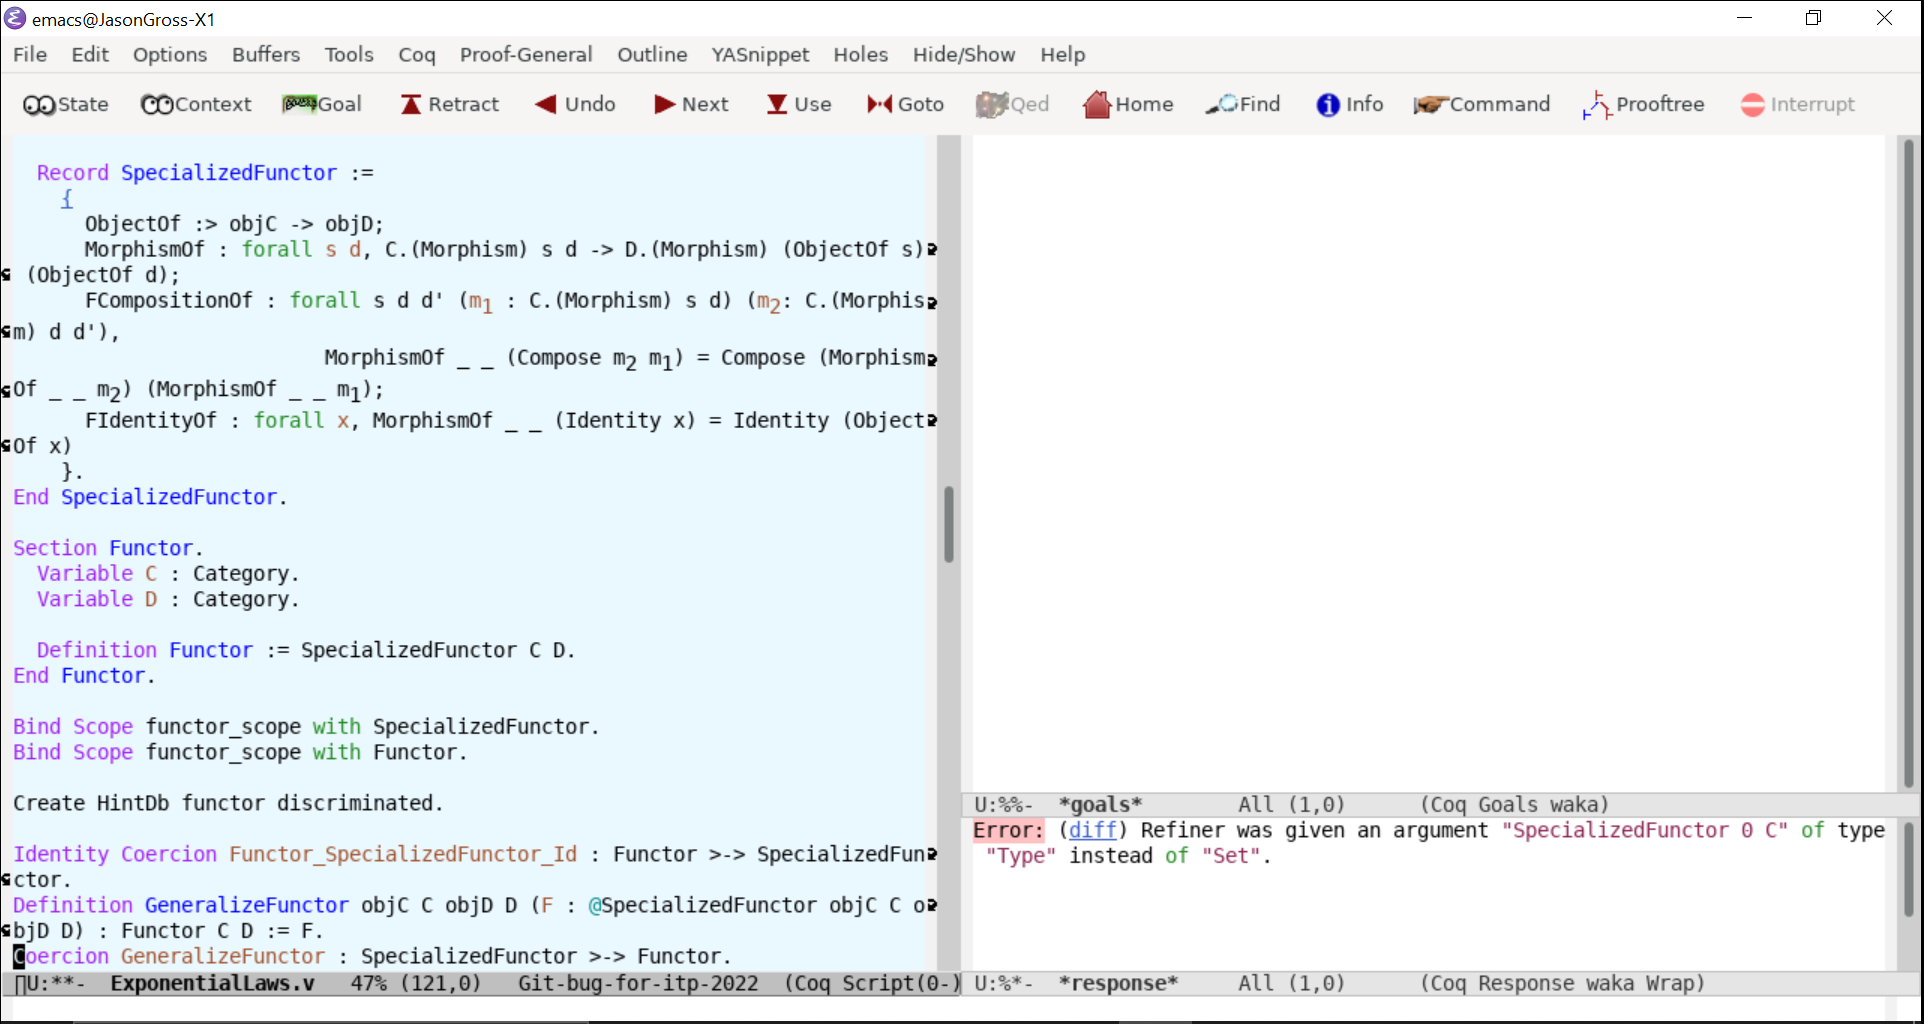 emacs@JasonGross-X1
File Edit Options Buffers Tools Coq Proof-General Outline YASnippet Holes Hide/Show Help
State Context Goal Retract Undo Next Use Goto Qed Home Find Info Command Prooftree Interrupt
Record SpecializedFunctor :=
{
ObjectOf :> objC -> objD;
MorphismOf : forall s d, C.(Morphism) s d -> D.(Morphism) (ObjectOf s)
(ObjectOf d);
FCompositionOf : forall s d d' (m₁ : C.(Morphism) s d) (m₂: C.(Morphis
m) d d'),
MorphismOf _ _ (Compose m₂ m₁) = Compose (Morphism
Of _ _ m₂) (MorphismOf _ _ m₁);
FIdentityOf : forall x, MorphismOf _ _ (Identity x) = Identity (Object
Of x)
}.
End SpecializedFunctor.
Section Functor.
Variable C : Category.
Variable D : Category.
Definition Functor := SpecializedFunctor C D.
End Functor.
Bind Scope functor_scope with SpecializedFunctor.
Bind Scope functor_scope with Functor.
Create HintDb functor discriminated.
Identity Coercion Functor_SpecializedFunctor_Id : Functor >-> SpecializedFun
ctor.
Definition GeneralizeFunctor objC C objD D (F : @SpecializedFunctor objC C o
bjD D) : Functor C D := F.
Coercion GeneralizeFunctor : SpecializedFunctor >-> Functor.
U:**- ExponentialLaws.v 47% (121,0) Git-bug-for-itp-2022 (Coq Script(0-)
U:%%- *goals* All (1,0) (Coq Goals waka)
Error: (diff) Refiner was given an argument "SpecializedFunctor 0 C" of type
"Type" instead of "Set".
U:%*- *response* All (1,0) (Coq Response waka Wrap)